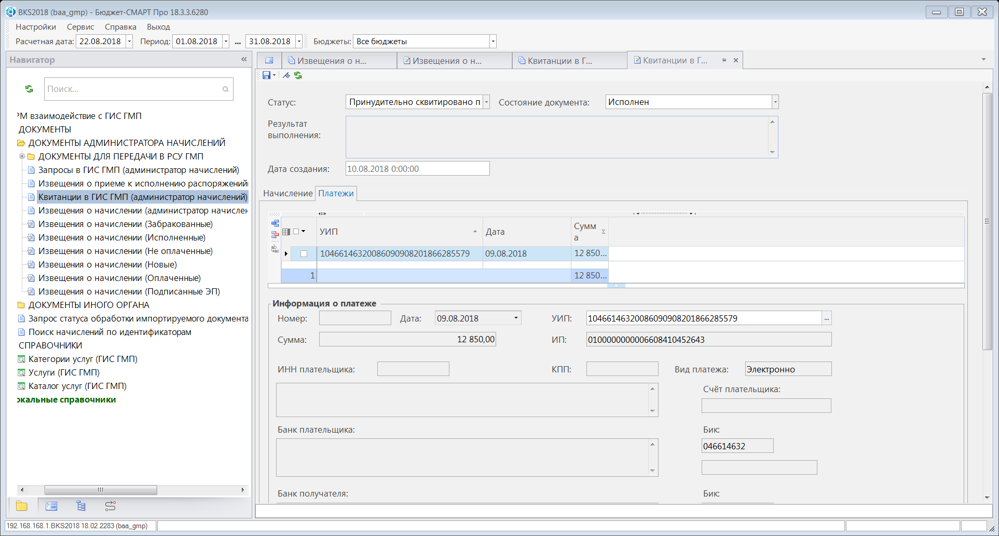 BKS2018 (baa_gmp) - Бюджет-СМАРТ Про 18.3.3.6280
Настройки Сервис Справка Выход
Расчетная дата: 22.08.2018 Период: 01.08.2018 ... 31.08.2018 Бюджеты: Все бюджеты
Навигатор
Поиск...
РМ взаимодействие с ГИС ГМП
ДОКУМЕНТЫ
ДОКУМЕНТЫ АДМИНИСТРАТОРА НАЧИСЛЕНИЙ
ДОКУМЕНТЫ ДЛЯ ПЕРЕДАЧИ В РСУ ГМП
Запросы в ГИС ГМП (администратор начислений)
Извещения о приеме к исполнению распоряжений
Квитанции в ГИС ГМП (администратор начислений)
Извещения о начислении (администратор начислен
Извещения о начислении (Забракованные)
Извещения о начислении (Исполненные)
Извещения о начислении (Не оплаченные)
Извещения о начислении (Новые)
Извещения о начислении (Оплаченные)
Извещения о начислении (Подписанные ЭП)
ДОКУМЕНТЫ ИНОГО ОРГАНА
Запрос статуса обработки импортируемого документа
Поиск начислений по идентификаторам
СПРАВОЧНИКИ
Категории услуг (ГИС ГМП)
Услуги (ГИС ГМП)
Каталог услуг (ГИС ГМП)
окальные справочники
Извещения о н... Извещения о н... Квитанции в Г... Квитанции в Г...
Статус: Принудительно сквитировано п Состояние документа: Исполнен
Результат
выполнения:
Дата создания: 10.08.2018 0:00:00
Начисление Платежи
УИП Дата Сумм
а Σ
10466146320086090908201866285579 09.08.2018 12 850...
1 12 850...
Информация о платеже
Номер: Дата: 09.08.2018 УИП: 10466146320086090908201866285579 ...
Сумма: 12 850,00 ИП: 0100000000006608410452643
ИНН плательщика: КПП: Вид платежа: Электронно
Счёт плательщика:
Банк плательщика: Бик:
046614632
Банк получателя: Бик:
192.168.168.1.BKS2018 18.02.2283 (baa_gmp)